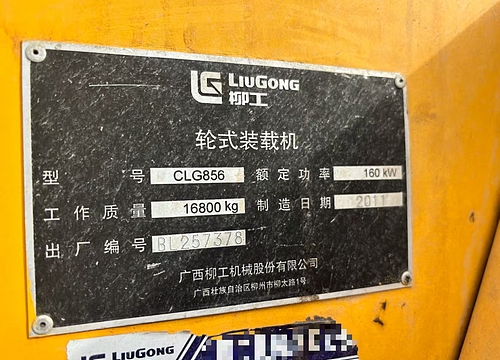 LIUGONG
柳工
轮式装载机
型号 CLG856 额定功率 160 kW
工作质量 16800 kg 制造日期 2011
出厂编号 BL257378
广西柳工机械股份有限公司
广西壮族自治区柳州市柳太路1号
LIUGONG